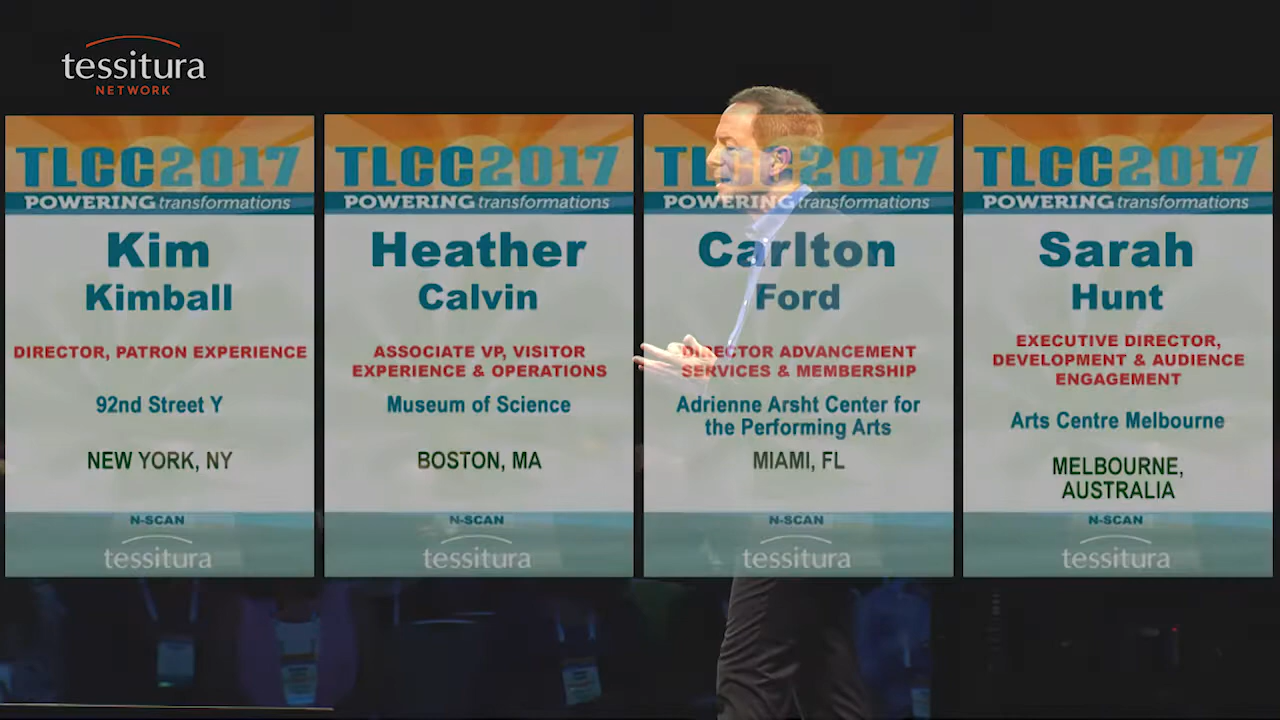 tessitura
NETWORK
TLCC2017
POWERING transformations
Kim
Kimball
DIRECTOR, PATRON EXPERIENCE
92nd Street Y
NEW YORK, NY
N-SCAN
tessitura
TLCC2017
POWERING transformations
Heather
Calvin
ASSOCIATE VP, VISITOR
EXPERIENCE & OPERATIONS
Museum of Science
BOSTON, MA
N-SCAN
tessitura
TLCC2017
POWERING transformations
Carlton
Ford
DIRECTOR ADVANCEMENT
SERVICES & MEMBERSHIP
Adrienne Arsht Center for
the Performing Arts
MIAMI, FL
N-SCAN
tessitura
TLCC2017
POWERING transformations
Sarah
Hunt
EXECUTIVE DIRECTOR,
DEVELOPMENT & AUDIENCE
ENGAGEMENT
Arts Centre Melbourne
MELBOURNE,
AUSTRALIA
N-SCAN
tessitura